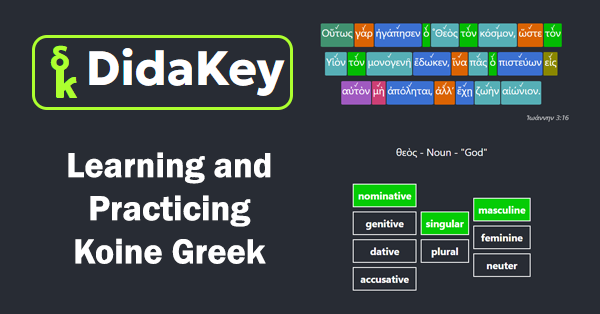 δ
k
DidaKey
Learning and
Practicing
Koine Greek
Οὕτως γὰρ ἠγάπησεν ὁ Θεὸς τὸν κόσμον, ὥστε τὸν
Υἱὸν τὸν μονογενῆ ἔδωκεν, ἵνα πᾶς ὁ πιστεύων εἰς
αὐτὸν μὴ ἀπόληται, ἀλλ’ ἔχῃ ζωὴν αἰώνιον.
Ἰωάννην 3:16
θεὸς - Noun - "God"
nominative
genitive
dative
accusative
singular
plural
masculine
feminine
neuter